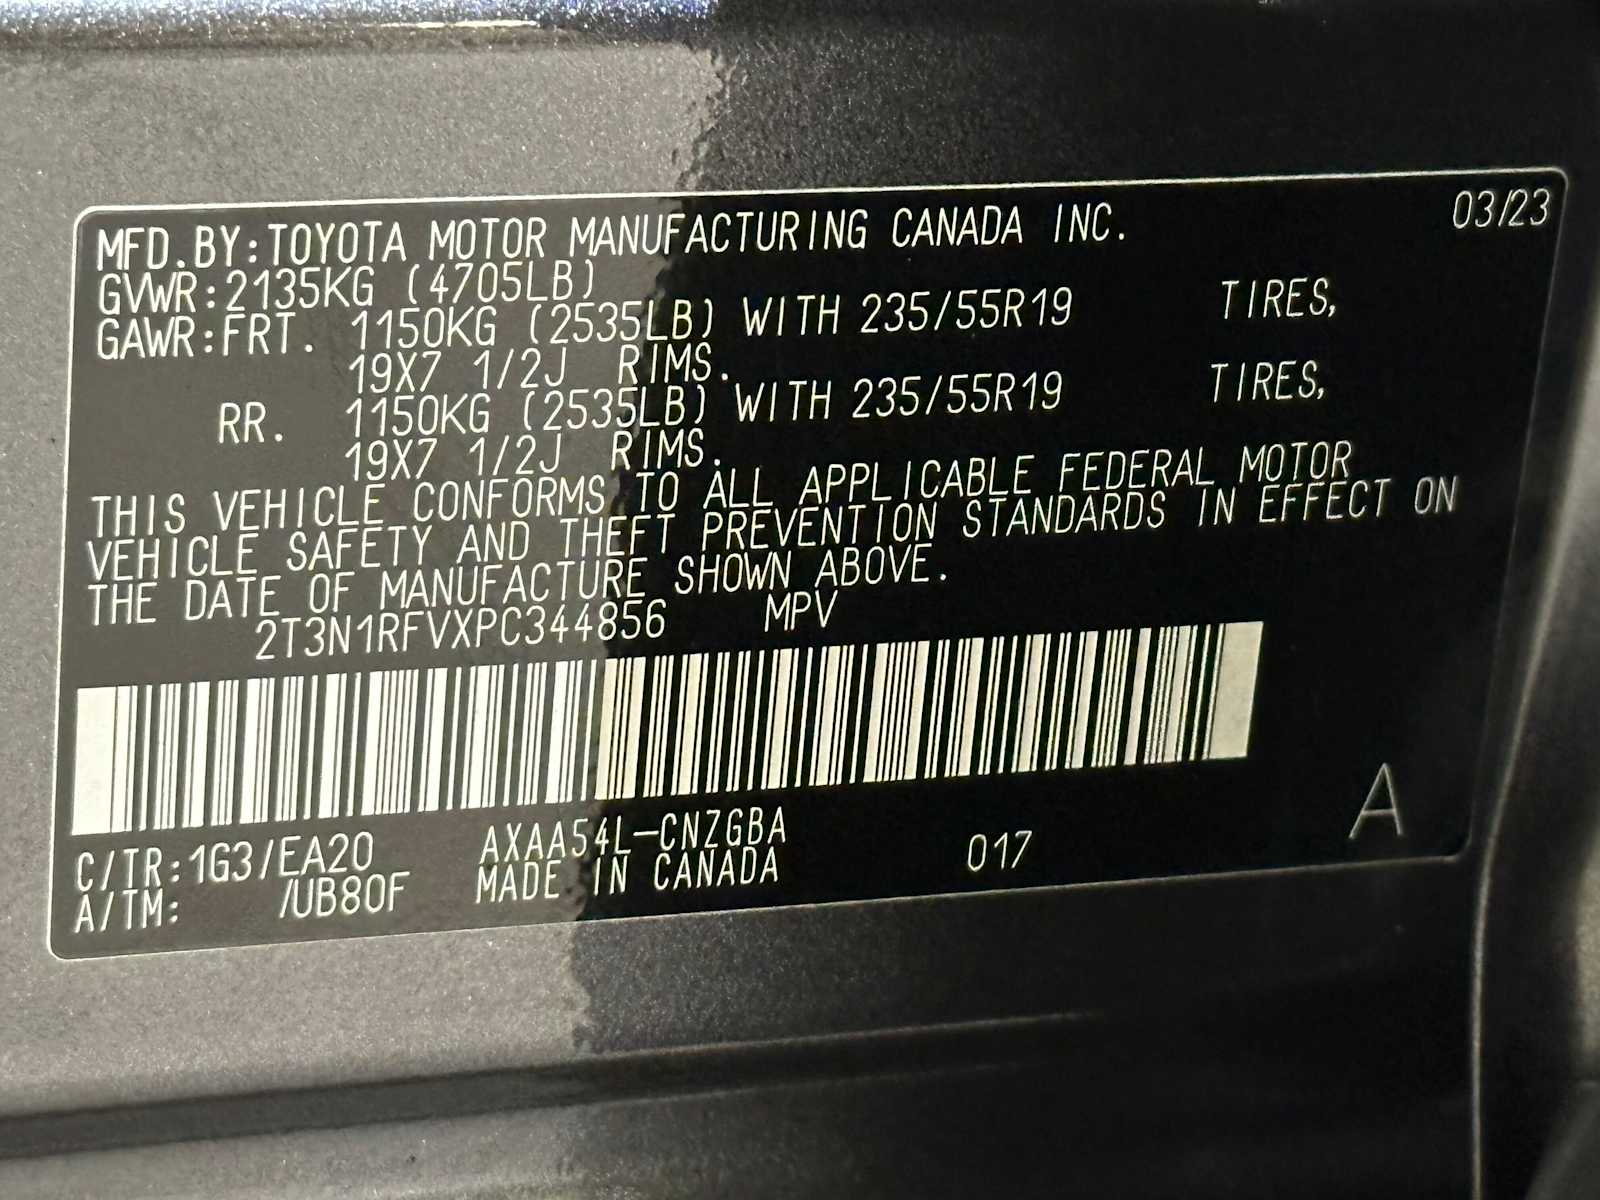 03/23
MFD.BY:TOYOTA MOTOR MANUFACTURING CANADA INC.
GVWR:2135KG (4705LB)
GAWR:FRT. 1150KG (2535LB) WITH 235/55R19 TIRES,
19X7 1/2J RIMS.
RR. 1150KG (2535LB) WITH 235/55R19 TIRES,
19X7 1/2J RIMS.
THIS VEHICLE CONFORMS TO ALL APPLICABLE FEDERAL MOTOR
VEHICLE SAFETY AND THEFT PREVENTION STANDARDS IN EFFECT ON
THE DATE OF MANUFACTURE SHOWN ABOVE.
2T3N1RFVXPC344856 MPV
C/TR:1G3/EA20 AXAA54L-CNZGBA 017 A
A/TM: /UB80F MADE IN CANADA